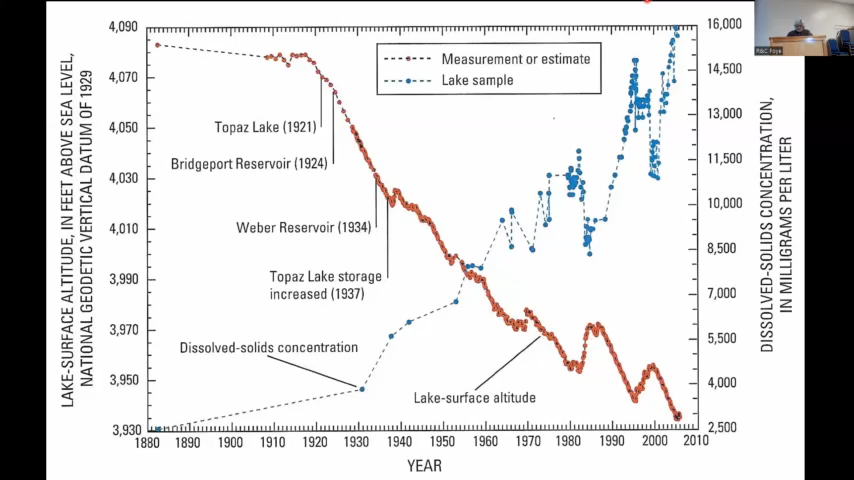 4,090
4,070
4,050
4,030
4,010
3,990
3,970
3,950
3,930
LAKE-SURFACE ALTITUDE, IN FEET ABOVE SEA LEVEL,
NATIONAL GEODETIC VERTICAL DATUM OF 1929
Measurement or estimate
Lake sample
Topaz Lake (1921)
Bridgeport Reservoir (1924)
Weber Reservoir (1934)
Topaz Lake storage
increased (1937)
Dissolved-solids concentration
Lake-surface altitude
16,000
14,500
13,000
11,500
10,000
8,500
7,000
5,500
4,000
2,500
DISSOLVED-SOLIDS CONCENTRATION,
IN MILLIGRAMS PER LITER
1880 1890 1900 1910 1920 1930 1940 1950 1960 1970 1980 1990 2000 2010
YEAR
R&C Foye